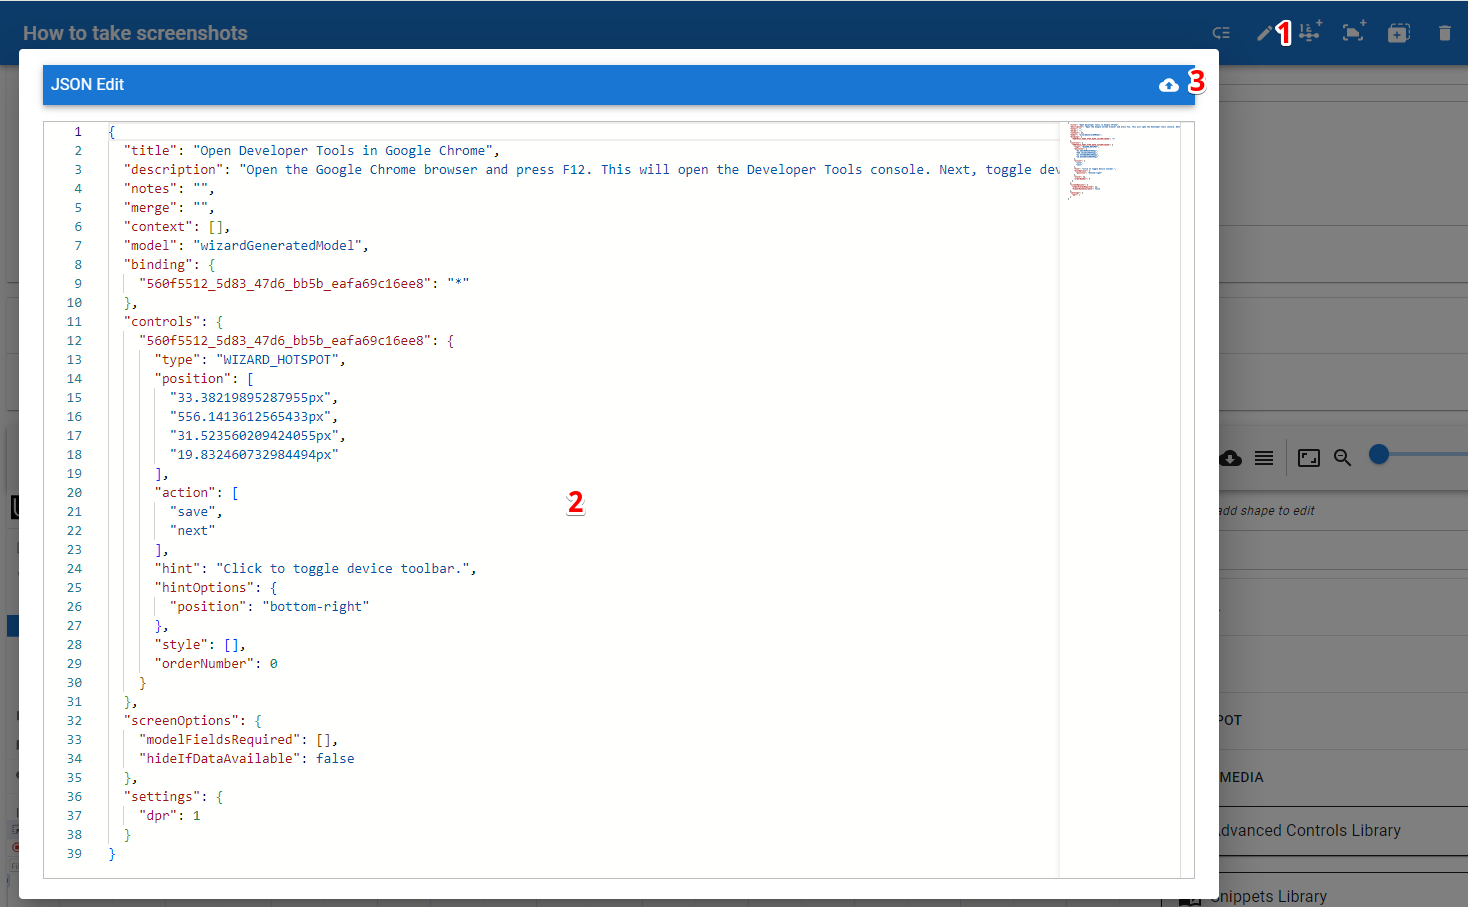 How to take screenshots
1
JSON Edit
3
1 {
2 "title": "Open Developer Tools in Google Chrome",
3 "description": "Open the Google Chrome browser and press F12. This will open the Developer Tools console. Next, toggle dev
4 "notes": "",
5 "merge": "",
6 "context": [],
7 "model": "wizardGeneratedModel",
8 "binding": {
9 "560f5512_5d83_47d6_bb5b_eafa69c16ee8": "*"
10 },
11 "controls": {
12 "560f5512_5d83_47d6_bb5b_eafa69c16ee8": {
13 "type": "WIZARD_HOTSPOT",
14 "position": [
15 "33.38219895287955px",
16 "556.1413612565433px",
17 "31.523560209424055px",
18 "19.832460732984494px"
19 ],
20 "action": [
21 "save",
22 "next"
23 ],
24 "hint": "Click to toggle device toolbar.",
25 "hintOptions": {
26 "position": "bottom-right"
27 },
28 "style": [],
29 "orderNumber": 0
30 }
31 },
32 "screenOptions": {
33 "modelFieldsRequired": [],
34 "hideIfDataAvailable": false
35 },
36 "settings": {
37 "dpr": 1
38 }
39 }
2
add shape to edit
POT
MEDIA
Advanced Controls Library
Snippets Library